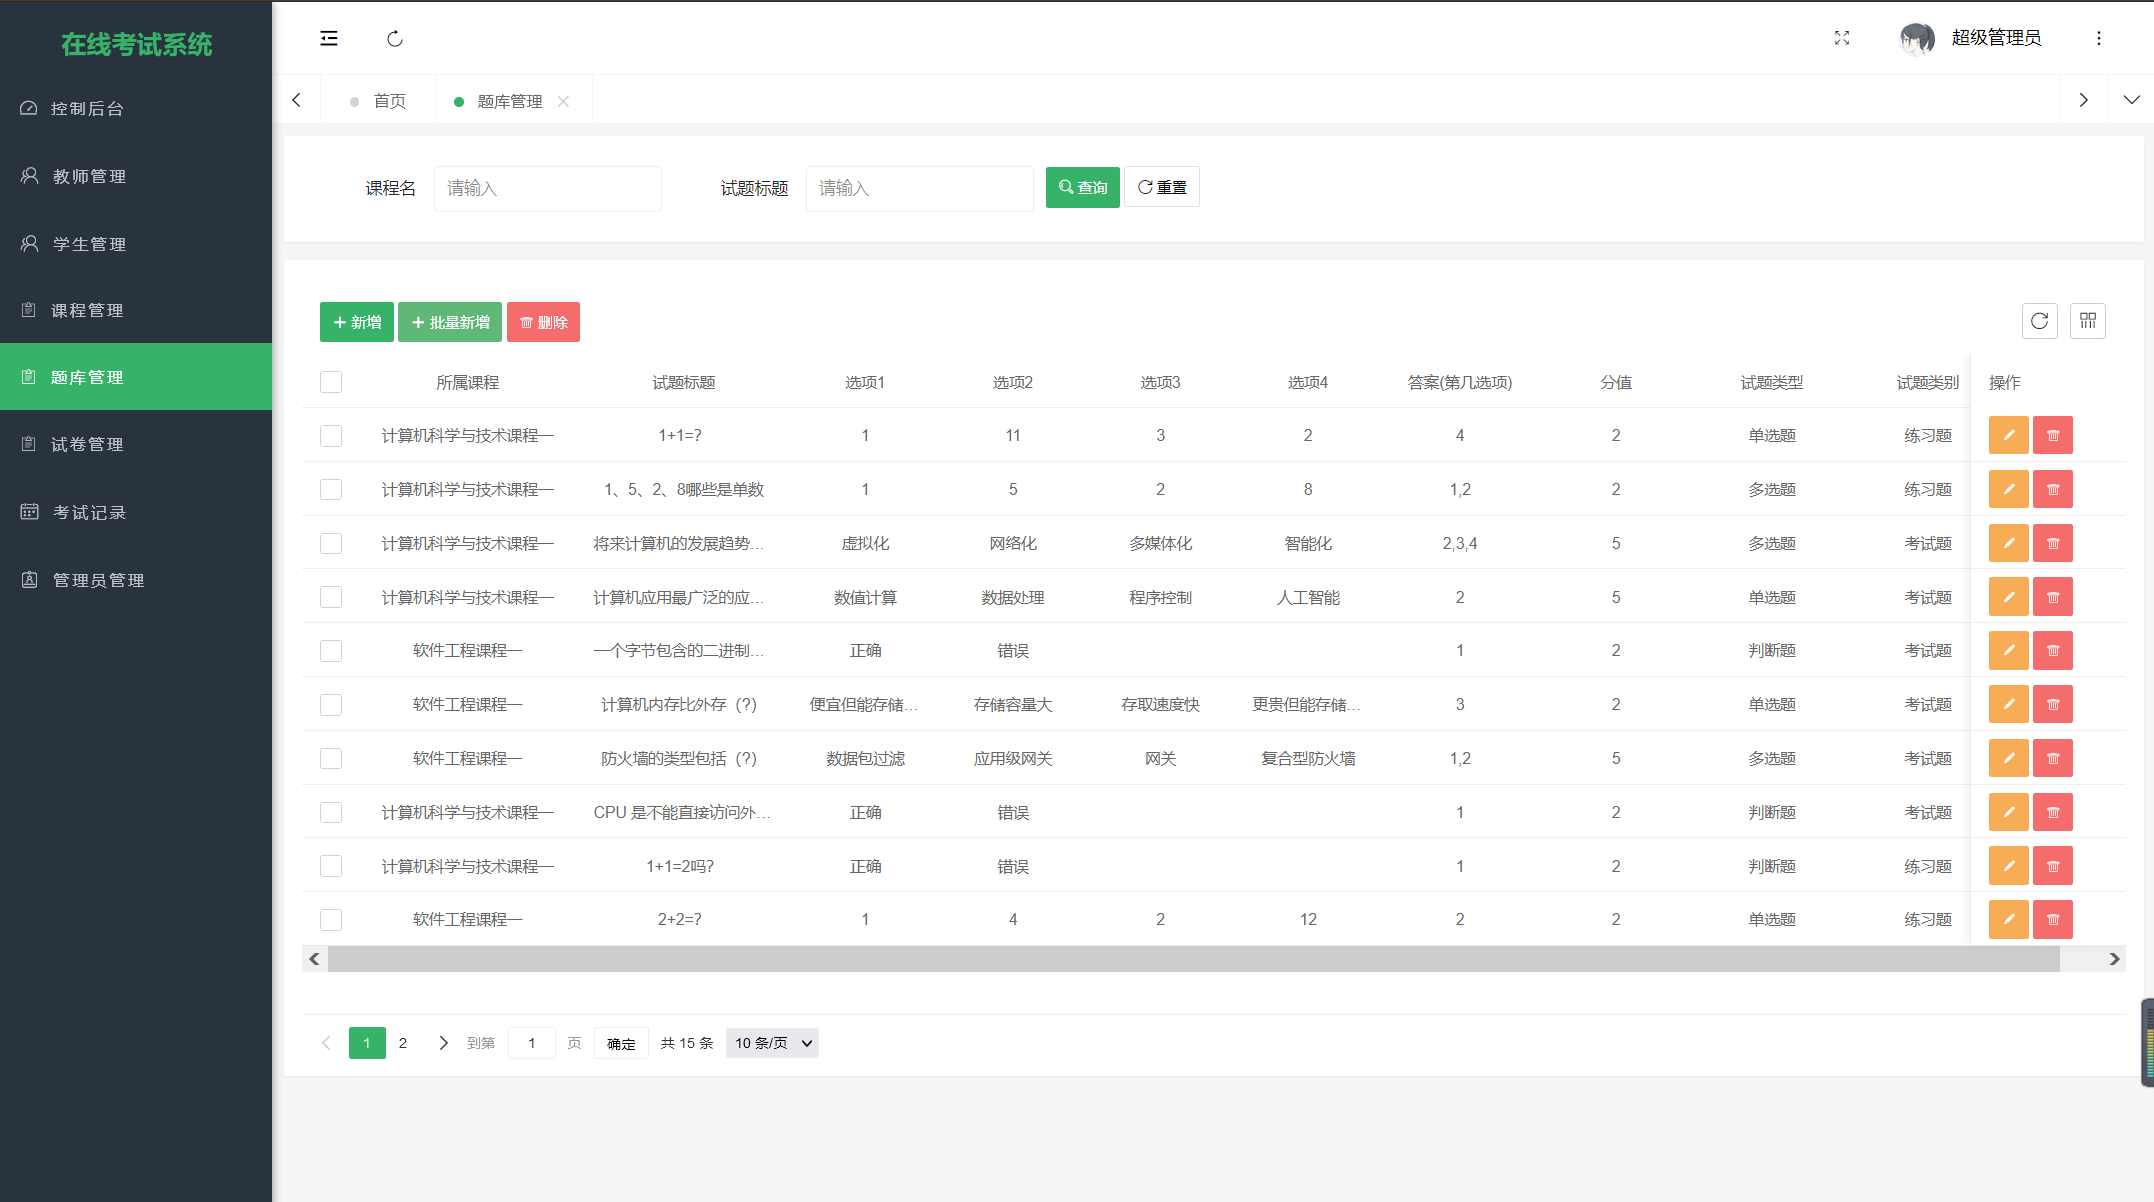 在线考试系统
超级管理员
控制后台
教师管理
学生管理
课程管理
题库管理
试卷管理
考试记录
管理员管理
首页 题库管理
课程名 请输入 试题标题 请输入 查询 重置
新增 批量新增 删除
所属课程 试题标题 选项1 选项2 选项3 选项4 答案(第几选项) 分值 试题类型 试题类别 操作
计算机科学与技术课程一 1+1=? 1 11 3 2 4 2 单选题 练习题
计算机科学与技术课程一 1、5、2、8哪些是单数 1 5 2 8 1,2 2 多选题 练习题
计算机科学与技术课程一 将来计算机的发展趋势… 虚拟化 网络化 多媒体化 智能化 2,3,4 5 多选题 考试题
计算机科学与技术课程一 计算机应用最广泛的应… 数值计算 数据处理 程序控制 人工智能 2 5 单选题 考试题
软件工程课程一 一个字节包含的二进制… 正确 错误 1 2 判断题 考试题
软件工程课程一 计算机内存比外存（?） 便宜但能存储… 存储容量大 存取速度快 更贵但能存储… 3 2 单选题 考试题
软件工程课程一 防火墙的类型包括（?） 数据包过滤 应用级网关 网关 复合型防火墙 1,2 5 多选题 考试题
计算机科学与技术课程一 CPU 是不能直接访问外… 正确 错误 1 2 判断题 考试题
计算机科学与技术课程一 1+1=2吗? 正确 错误 1 2 判断题 练习题
软件工程课程一 2+2=? 1 4 2 12 2 2 单选题 练习题
1 2 到第 1 页 确定 共 15 条 10 条/页